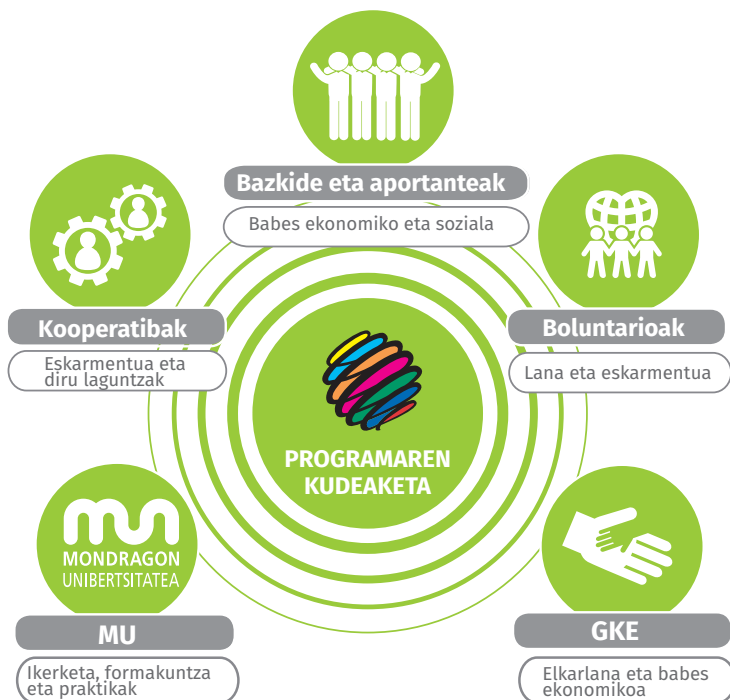 Bazkide eta aportanteak
Babes ekonomiko eta soziala
Kooperatibak
Eskarmentua eta
diru laguntzak
Boluntarioak
Lana eta eskarmentua
PROGRAMAREN
KUDEAKETA
mun
MONDRAGON
UNIBERTSITATEA
MU
Ikerketa, formakuntza
eta praktikak
GKE
Elkarlana eta babes
ekonomikoa